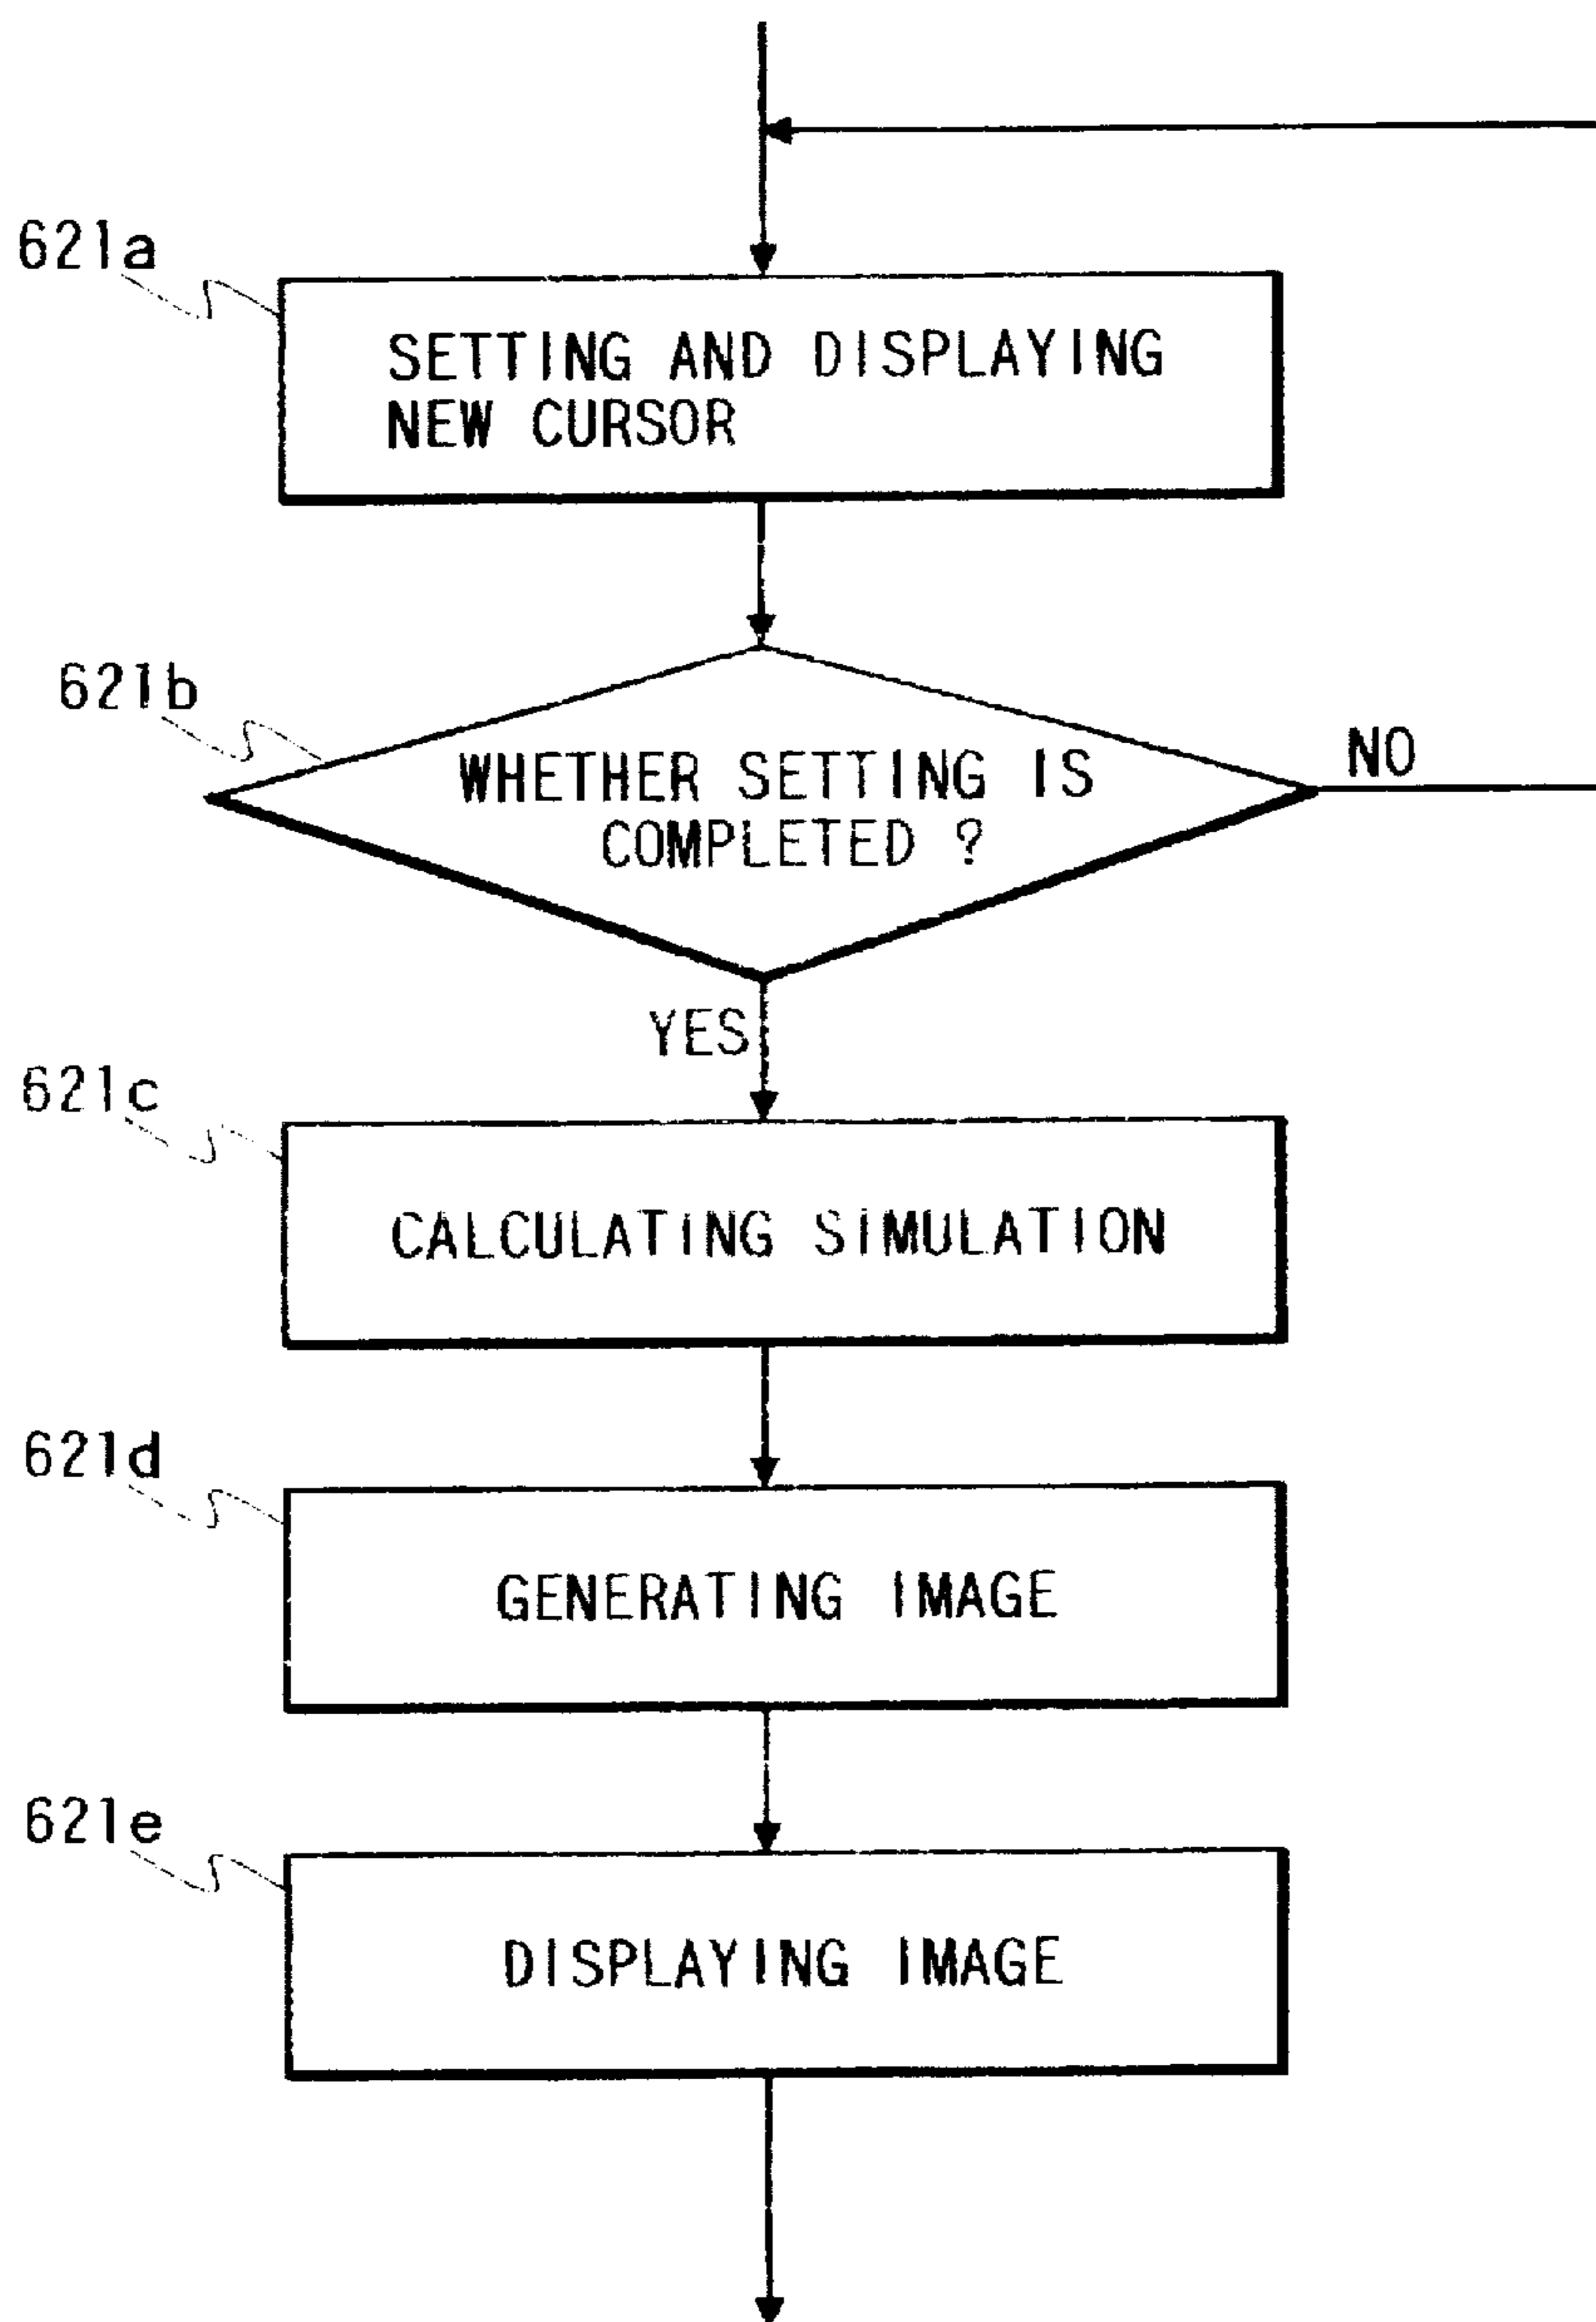 621a
SETTING AND DISPLAYING
NEW CURSOR
621b
WHETHER SETTING IS
COMPLETED ?
NO
YES
621c
CALCULATING SIMULATION
621d
GENERATING IMAGE
621e
DISPLAYING IMAGE